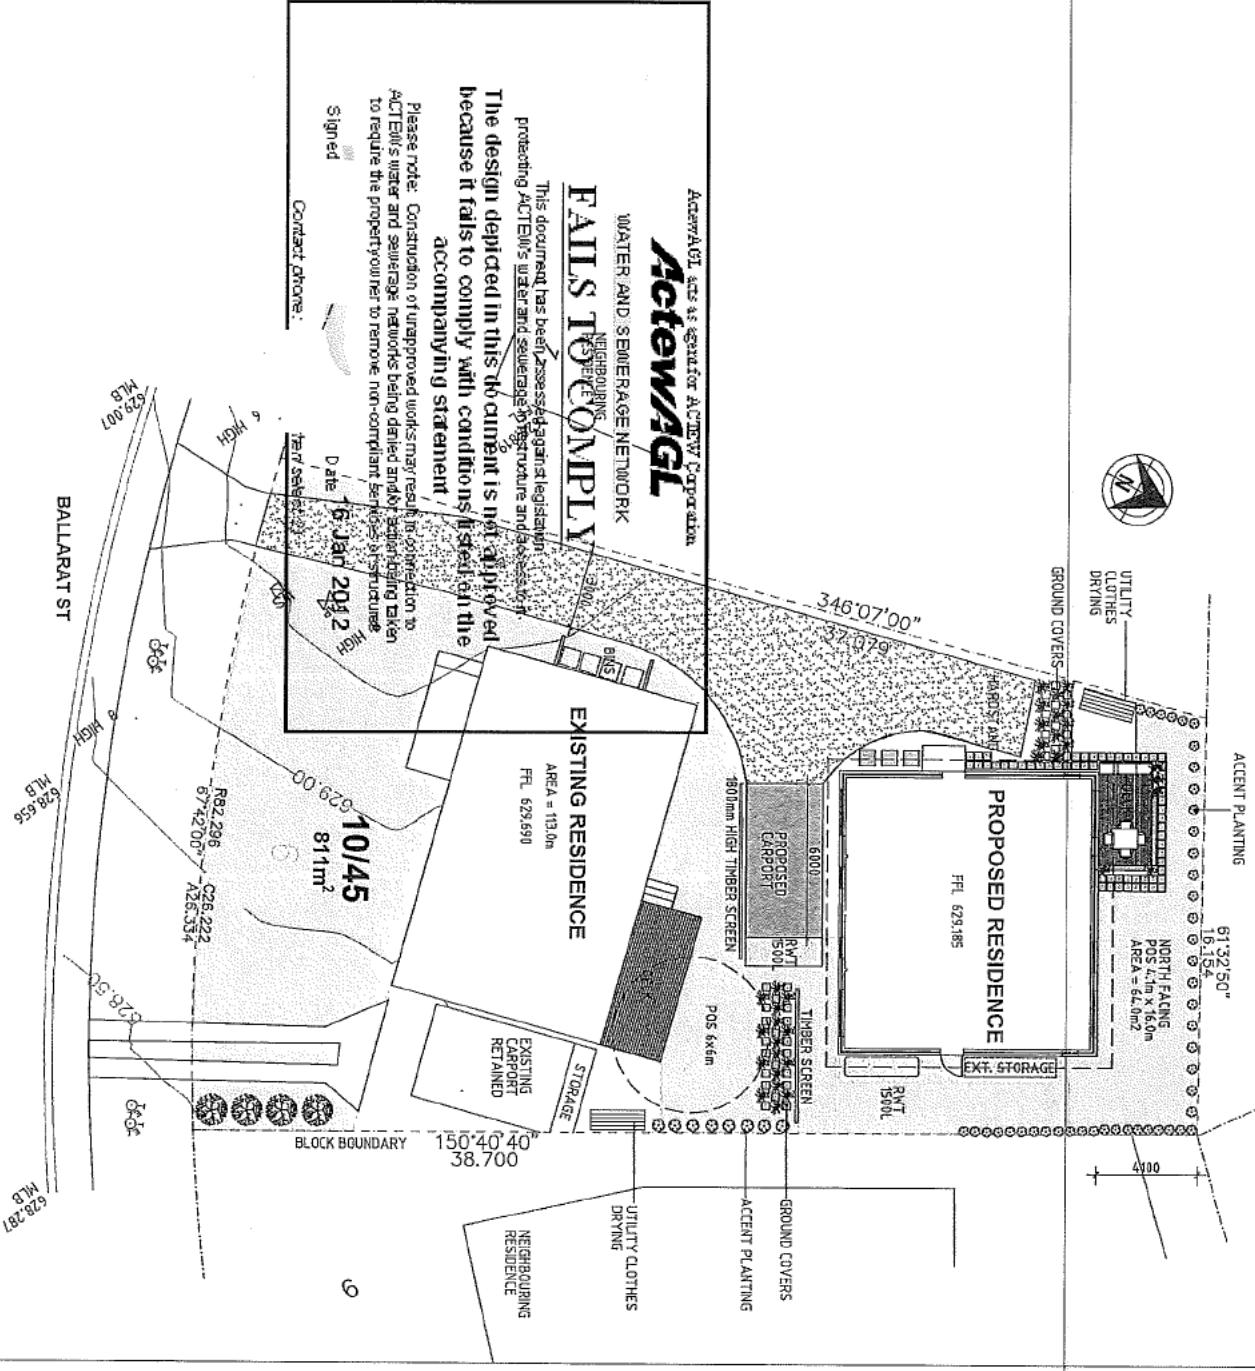 ActewAGL acts as agent for ACTEW Corporation
ActewAGL
WATER AND SEWERAGE NETWORK
FAILS TO COMPLY
NEIGHBOURING
RESIDENCE
This document has been assessed against legislation
protecting ACTEW's water and sewerage infrastructure and access to it.
The design depicted in this document is not approved
because it fails to comply with conditions listed on the
accompanying statement
Please note: Construction of unapproved works may result in connection to
ACTEW's water and sewerage networks being denied and/or action being taken
to require the property owner to remove non-compliant services or structures
Signed
Date
16 Jan 2012
Contact phone:
N
UTILITY
CLOTHES
DRYING
GROUND COVERS
ACCENT PLANTING
346°07'00"
37.079
HARDSTAND
61°32'50"
16.154
NORTH FACING
POS 4.1m x 16.0m
AREA = 64.0m2
PROPOSED RESIDENCE
FFL 629.185
EXT. STORAGE
RWT
1500L
4100
6000
PROPOSED
CARPORT
RWT
1500L
1800mm HIGH TIMBER SCREEN
TIMBER SCREEN
POS 6x6m
BINS
EXISTING RESIDENCE
AREA = 113.0m
FFL 629.690
DECK
EXISTING
CARPORT
RETAINED
STORAGE
10/45
811m²
629.00
R82.296
67°42'00"
C26.222
A26.334
628.50
6 HIGH
HIGH
8 HIGH
629.007
MLB
628.656
MLB
628.287
MLB
BALLARAT ST
BLOCK BOUNDARY
150°40'40"
38.700
UTILITY CLOTHES
DRYING
ACCENT PLANTING
GROUND COVERS
NEIGHBOURING
RESIDENCE
9